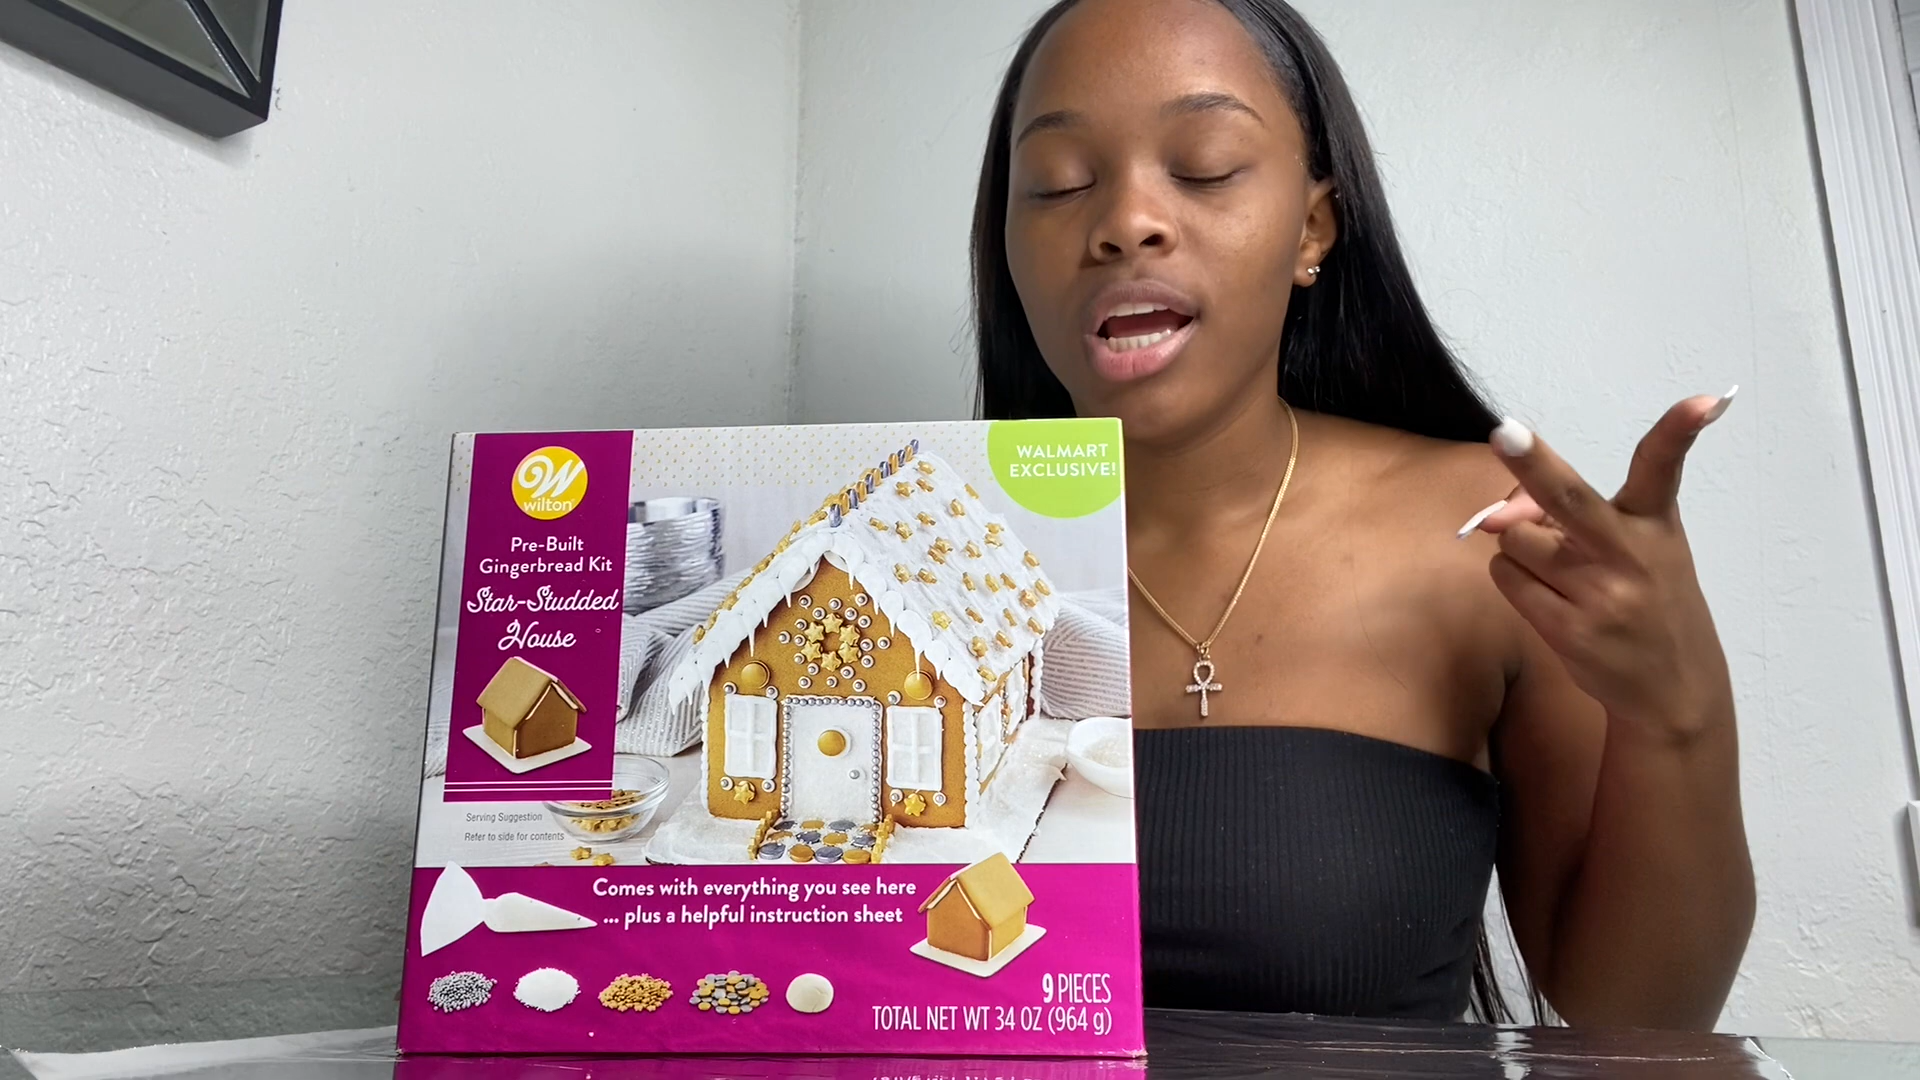 WALMART
EXCLUSIVE!
W
wilton
Pre-Built
Gingerbread Kit
Star-Studded
House
Serving Suggestion
Refer to side for contents
Comes with everything you see here
... plus a helpful instruction sheet
9 PIECES
TOTAL NET WT 34 OZ (964 g)